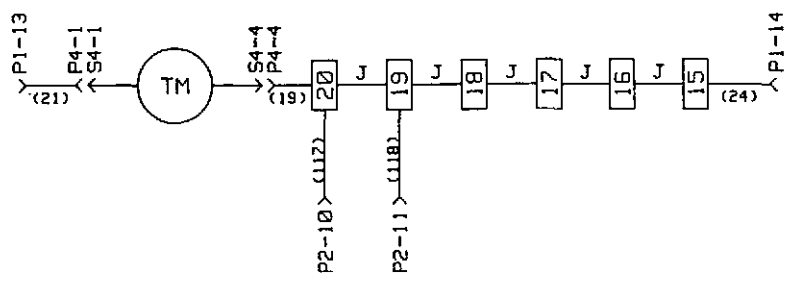 P1-13
P4-1
S4-1
S4-4
P4-4
P1-14
TM
J J J J J
20 19 18 17 16 15
(21) (19) (24)
(117) (118)
P2-10 P2-11